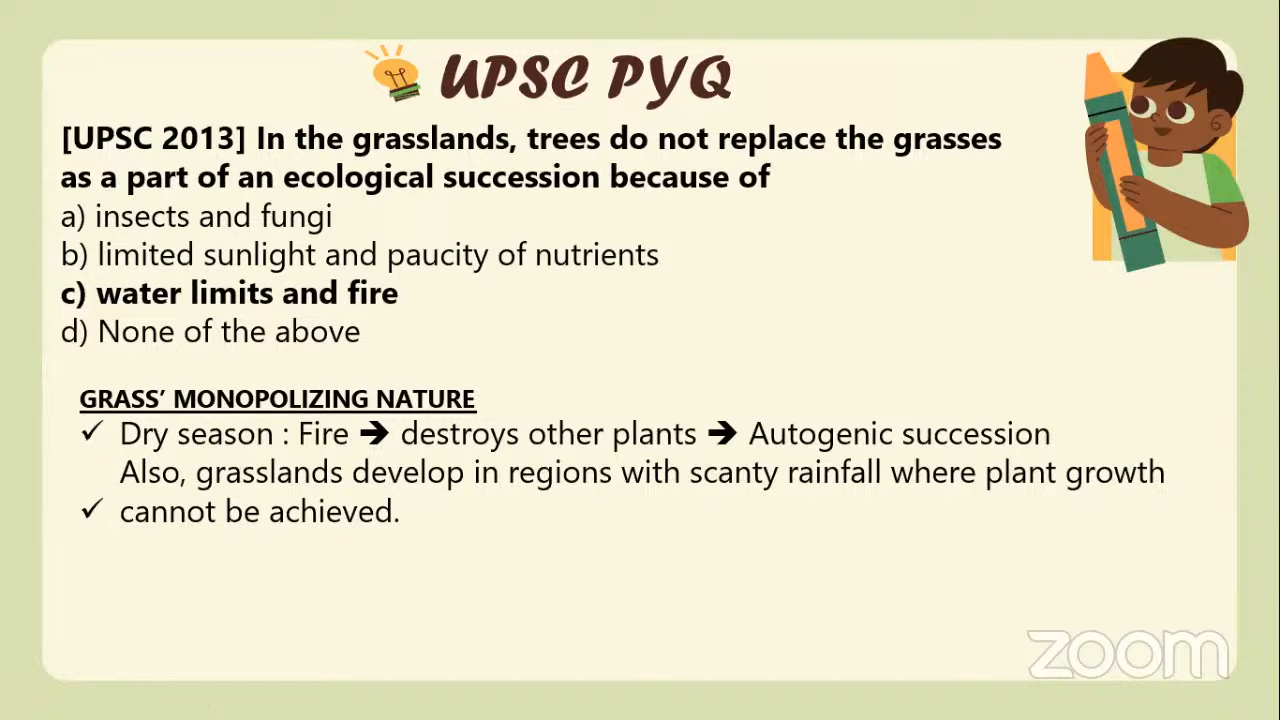 UPSC PYQ
[UPSC 2013] In the grasslands, trees do not replace the grasses
as a part of an ecological succession because of
a) insects and fungi
b) limited sunlight and paucity of nutrients
c) water limits and fire
d) None of the above
GRASS’ MONOPOLIZING NATURE
✓ Dry season : Fire ➔ destroys other plants ➔ Autogenic succession
Also, grasslands develop in regions with scanty rainfall where plant growth
✓ cannot be achieved.
zoom